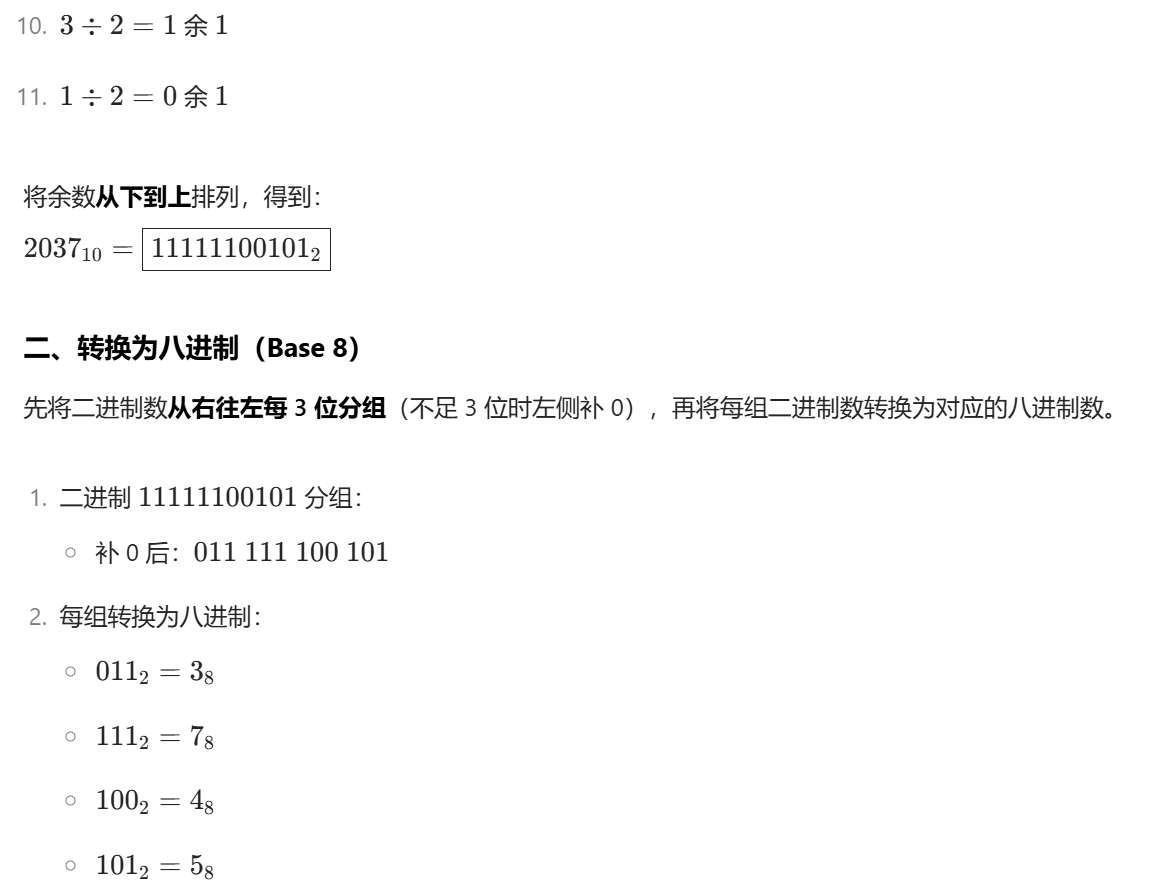 10. 3 ÷ 2 = 1 余 1
11. 1 ÷ 2 = 0 余 1
将余数从下到上排列，得到：
2037₁₀ = 11111100101₂
二、转换为八进制（Base 8）
先将二进制数从右往左每 3 位分组（不足 3 位时左侧补 0），再将每组二进制数转换为对应的八进制数。
1. 二进制 11111100101 分组：
○ 补 0 后：011 111 100 101
2. 每组转换为八进制：
○ 011₂ = 3₈
○ 111₂ = 7₈
○ 100₂ = 4₈
○ 101₂ = 5₈